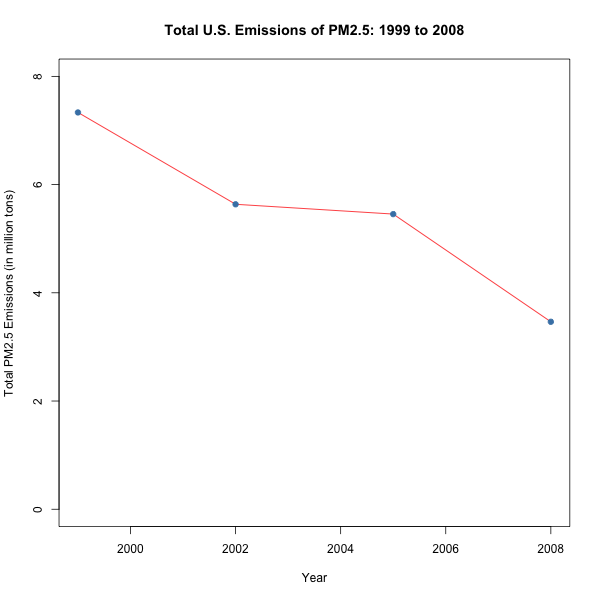 Total U.S. Emissions of PM2.5: 1999 to 2008
Total PM2.5 Emissions (in million tons)
8
6
4
2
0
2000 2002 2004 2006 2008
Year